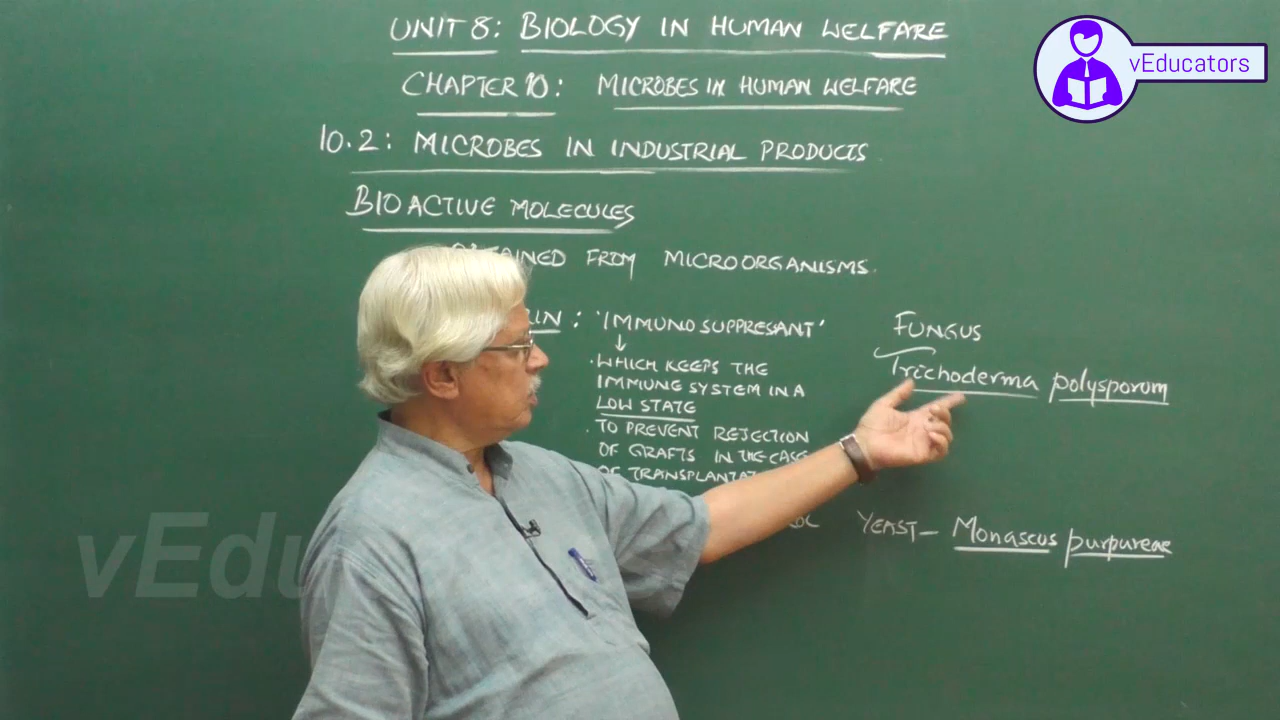 UNIT 8: BIOLOGY IN HUMAN WELFARE
vEducators
CHAPTER 10: MICROBES IN HUMAN WELFARE
10.2: MICROBES IN INDUSTRIAL PRODUCTS
BIOACTIVE MOLECULES
FROM MICROORGANISMS.
: 'IMMUNO SUPPRESANT'
FUNGUS
↓
· WHICH KEEPS THE
Trichoderma polysporum
IMMUNE SYSTEM IN A
LOW STATE
· TO PREVENT REJECTION
OF GRAFTS IN THE CASE
YEAST – Monascus purpureae